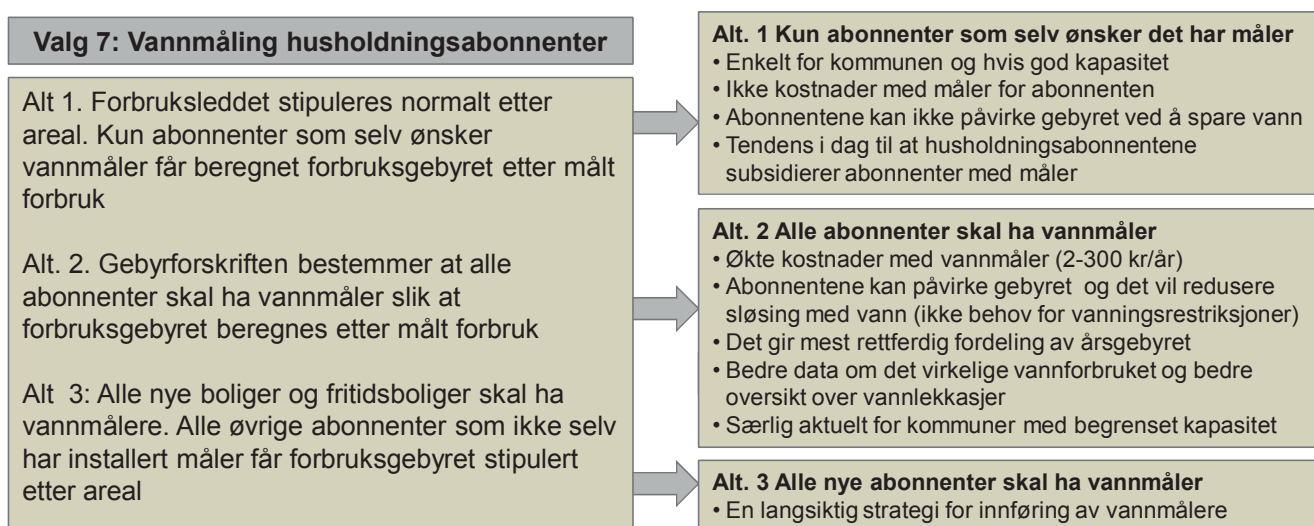 Valg 7: Vannmåling husholdningsabonnenter
Alt 1. Forbruksleddet stipuleres normalt etter
areal. Kun abonnenter som selv ønsker
vannmåler får beregnet forbruksgebyret etter målt
forbruk
Alt. 2. Gebyrforskriften bestemmer at alle
abonnenter skal ha vannmåler slik at
forbruksgebyret beregnes etter målt forbruk
Alt 3: Alle nye boliger og fritidsboliger skal ha
vannmålere. Alle øvrige abonnenter som ikke selv
har installert måler får forbruksgebyret stipulert
etter areal
Alt. 1 Kun abonnenter som selv ønsker det har måler
• Enkelt for kommunen og hvis god kapasitet
• Ikke kostnader med måler for abonnenten
• Abonnentene kan ikke påvirke gebyret ved å spare vann
• Tendens i dag til at husholdningsabonnentene
subsidierer abonnenter med måler
Alt. 2 Alle abonnenter skal ha vannmåler
• Økte kostnader med vannmåler (2-300 kr/år)
• Abonnentene kan påvirke gebyret og det vil redusere
sløsing med vann (ikke behov for vanningsrestriksjoner)
• Det gir mest rettferdig fordeling av årsgebyret
• Bedre data om det virkelige vannforbruket og bedre
oversikt over vannlekkasjer
• Særlig aktuelt for kommuner med begrenset kapasitet
Alt. 3 Alle nye abonnenter skal ha vannmåler
• En langsiktig strategi for innføring av vannmålere